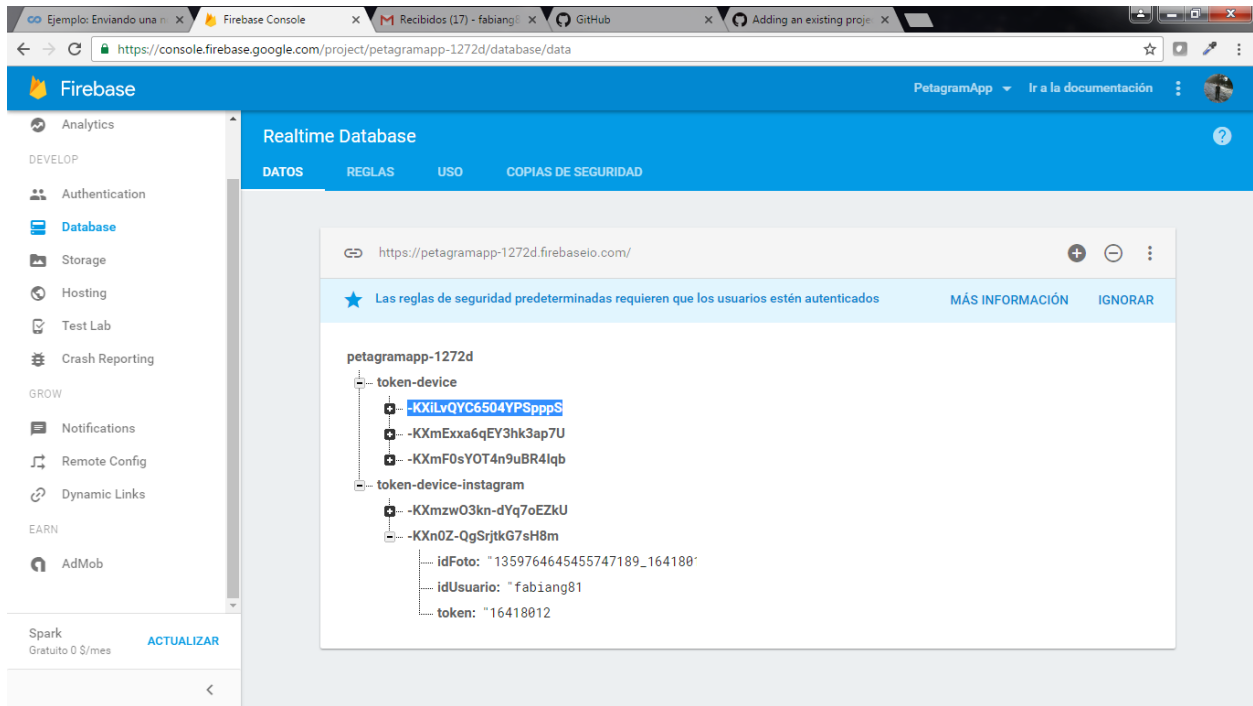 Ejemplo: Enviando una n
Firebase Console
Recibidos (17) - fabiang8
GitHub
Adding an existing proje
https://console.firebase.google.com/project/petagramapp-1272d/database/data
Firebase
PetagramApp
Ir a la documentación
Analytics
DEVELOP
Authentication
Database
Storage
Hosting
Test Lab
Crash Reporting
GROW
Notifications
Remote Config
Dynamic Links
EARN
AdMob
Spark
Gratuito 0 $/mes
ACTUALIZAR
Realtime Database
DATOS REGLAS USO COPIAS DE SEGURIDAD
https://petagramapp-1272d.firebaseio.com/
Las reglas de seguridad predeterminadas requieren que los usuarios estén autenticados MÁS INFORMACIÓN IGNORAR
petagramapp-1272d
token-device
-KXiLvQYC6504YPSpppS
-KXmExxa6qEY3hk3ap7U
-KXmF0sYOT4n9uBR4Iqb
token-device-instagram
-KXmzwO3kn-dYq7oEZkU
-KXn0Z-QgSrjtkG7sH8m
idFoto: "1359764645455747189_164180
idUsuario: "fabiang81
token: "16418012